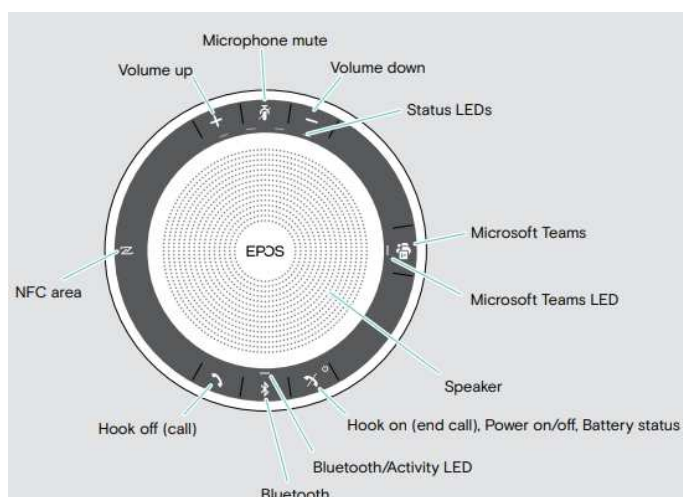 Microphone mute
Volume up
Volume down
Status LEDs
Microsoft Teams
EPOS
NFC area
Microsoft Teams LED
Speaker
Hook off (call)
Hook on (end call), Power on/off, Battery status
Bluetooth/Activity LED
Bluetooth